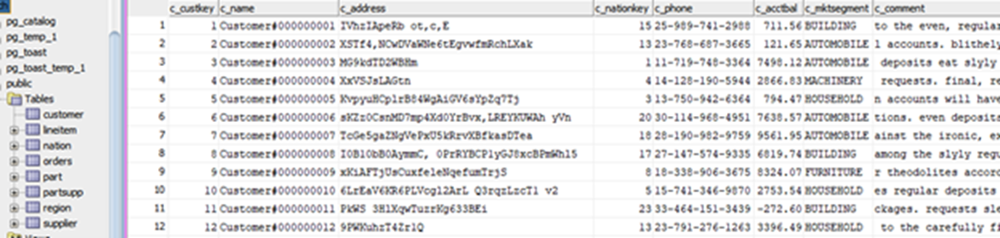 pg_catalog
pg_temp_1
pg_toast
pg_toast_temp_1
public
Tables
customer
lineitem
nation
orders
part
partsupp
region
supplier
c_custkey c_name c_address c_nationkey c_phone c_acctbal c_mktsegment c_comment
1 1 Customer#000000001 IVhzIApeRb ot,c,E 15 25-989-741-2988 711.56 BUILDING to the even, regular
2 2 Customer#000000002 XSTf4,NCwDVaWNe6tEgvwfmRchLXak 13 23-768-687-3665 121.65 AUTOMOBILE l accounts. blithely
3 3 Customer#000000003 MG9kdTD2WBHm 1 11-719-748-3364 7498.12 AUTOMOBILE deposits eat slyly
4 4 Customer#000000004 XxVSJsLAGtn 4 14-128-190-5944 2866.83 MACHINERY requests. final, re
5 5 Customer#000000005 KvpyuHCplrB84WgAiGV6sYpZq7Tj 3 13-750-942-6364 794.47 HOUSEHOLD n accounts will have
6 6 Customer#000000006 sKZz0CsnMD7mp4Xd0YrBvx,LREYKUWAh yVn 20 30-114-968-4951 7638.57 AUTOMOBILE tions. even deposits
7 7 Customer#000000007 TcGe5gaZNgVePxU5kRrvXBfkasDTea 18 28-190-982-9759 9561.95 AUTOMOBILE ainst the ironic, ex
8 8 Customer#000000008 I0B10bB0AymmC, 0PrRYBCP1yGJ8xcBPmWhl5 17 27-147-574-9335 6819.74 BUILDING among the slyly regu
9 9 Customer#000000009 xKiAFTjUsCuxfeleNqefumTrjS 8 18-338-906-3675 8324.07 FURNITURE r theodolites accord
10 10 Customer#000000010 6LrEaV6KR6PLVcgl2ArL Q3rqzLzcT1 v2 5 15-741-346-9870 2753.54 HOUSEHOLD es regular deposits
11 11 Customer#000000011 PkWS 3HlXqwTuzrKg633BEi 23 33-464-151-3439 -272.60 BUILDING ckages. requests sle
12 12 Customer#000000012 9PWKuhzT4Zr1Q 13 23-791-276-1263 3396.49 HOUSEHOLD to the carefully